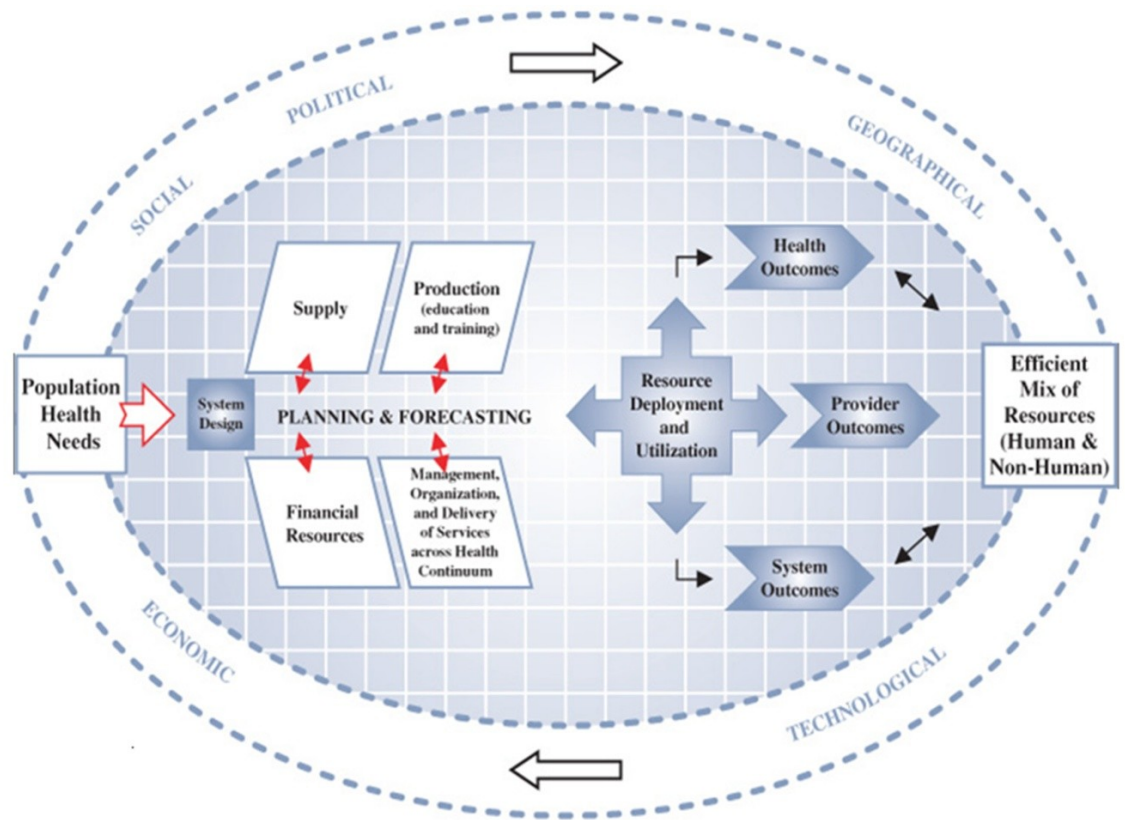 POLITICAL
GEOGRAPHICAL
SOCIAL
Health
Outcomes
Supply
Production
(education
and training)
Population
Health
Needs
System
Design
PLANNING & FORECASTING
Resource
Deployment
and
Utilization
Provider
Outcomes
Efficient
Mix of
Resources
(Human &
Non-Human)
Financial
Resources
Management,
Organization,
and Delivery
of Services
across Health
Continuum
System
Outcomes
ECONOMIC
TECHNOLOGICAL